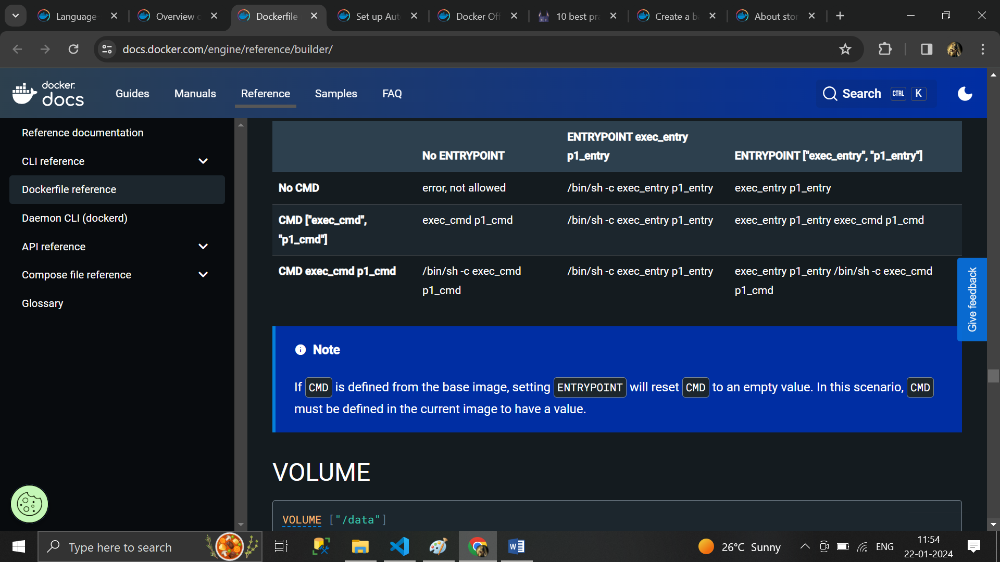 Language-
Overview c
Dockerfile
Set up Aut
Docker Off
10 best pra
Create a ba
About stor
docs.docker.com/engine/reference/builder/
docker docs
Guides
Manuals
Reference
Samples
FAQ
Search CTRL K
Reference documentation
CLI reference
Dockerfile reference
Daemon CLI (dockerd)
API reference
Compose file reference
Glossary
No ENTRYPOINT
ENTRYPOINT exec_entry
p1_entry
ENTRYPOINT ["exec_entry", "p1_entry"]
No CMD
error, not allowed
/bin/sh -c exec_entry p1_entry
exec_entry p1_entry
CMD ["exec_cmd",
"p1_cmd"]
exec_cmd p1_cmd
/bin/sh -c exec_entry p1_entry
exec_entry p1_entry exec_cmd p1_cmd
CMD exec_cmd p1_cmd
/bin/sh -c exec_cmd
p1_cmd
/bin/sh -c exec_entry p1_entry
exec_entry p1_entry /bin/sh -c exec_cmd
p1_cmd
Give feedback
Note
If CMD is defined from the base image, setting ENTRYPOINT will reset CMD to an empty value. In this scenario, CMD
must be defined in the current image to have a value.
VOLUME
VOLUME ["/data"]
Type here to search
26°C Sunny
ENG
11:54
22-01-2024